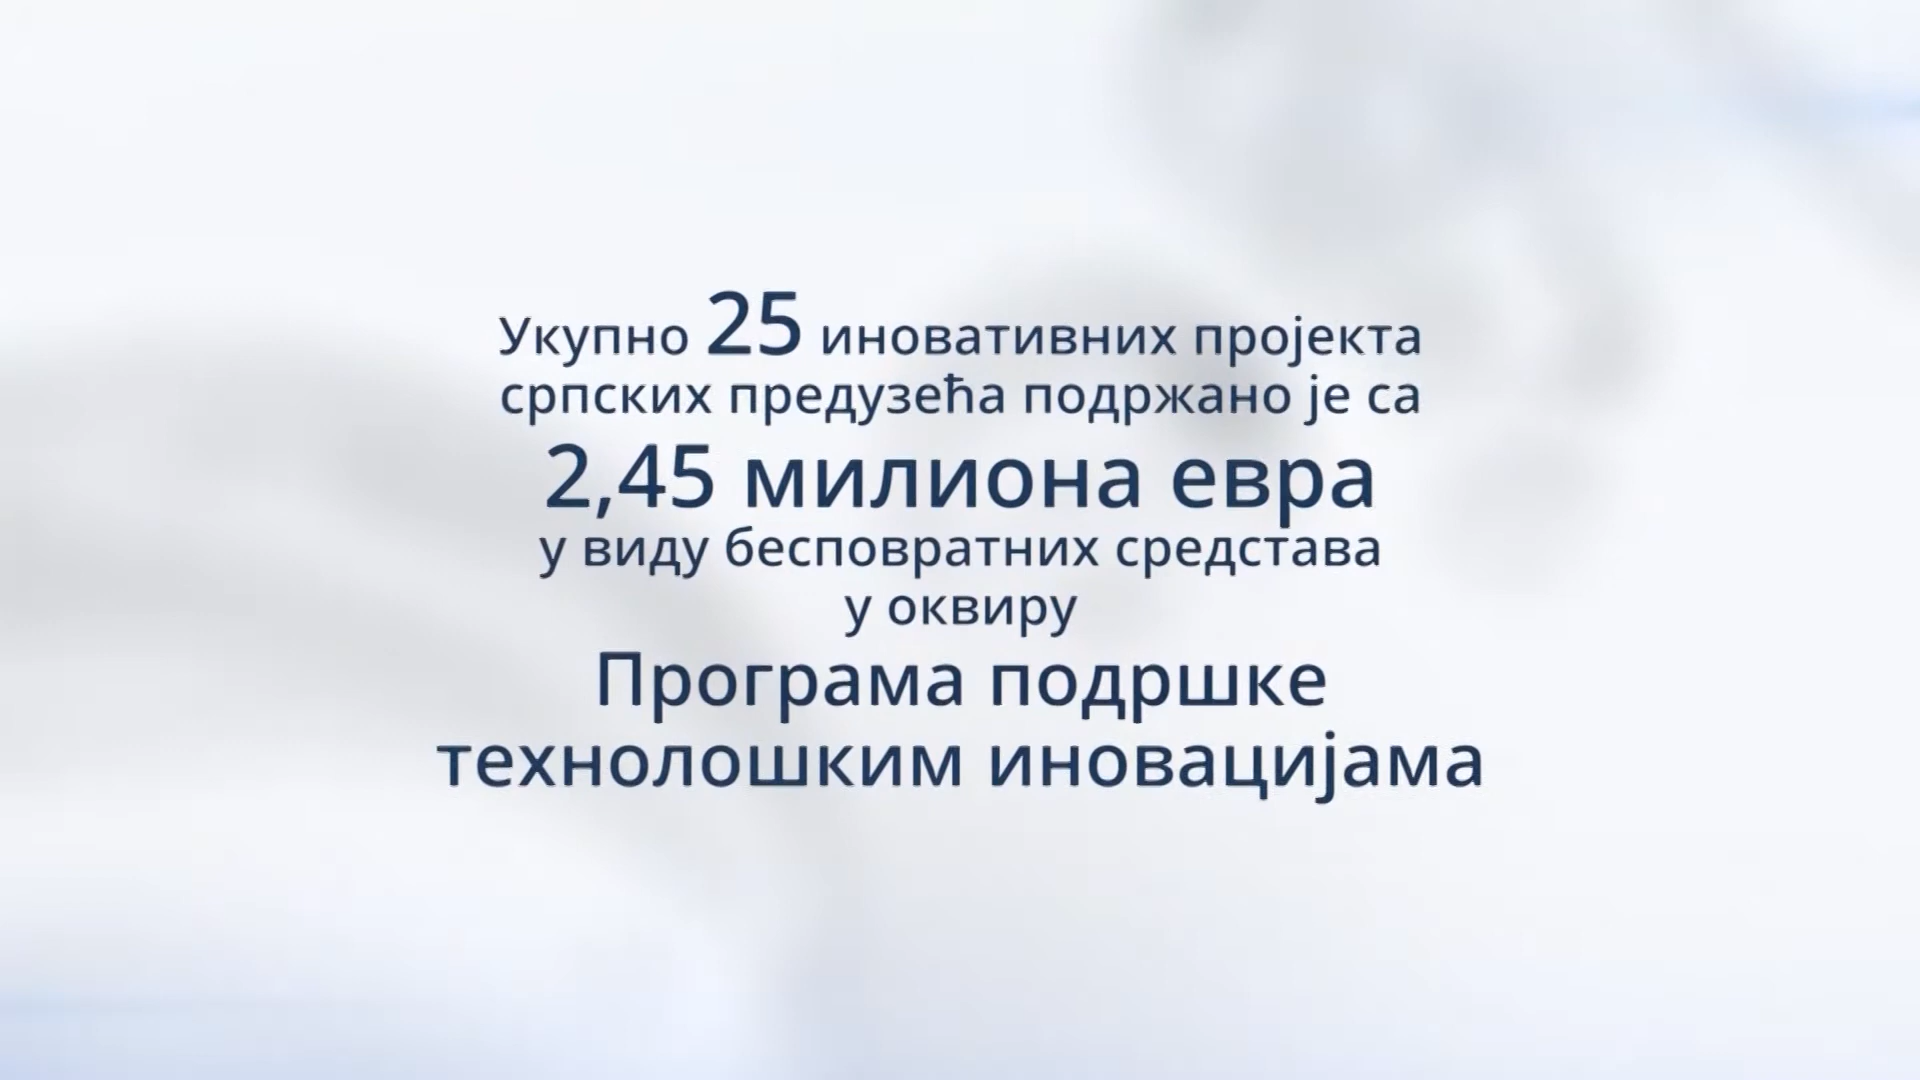 Укупно 25 иновативних пројекта
српских предузећа подржано је са
2,45 милиона евра
у виду бесповратних средстава
у оквиру
Програма подршке
технолошким иновацијама